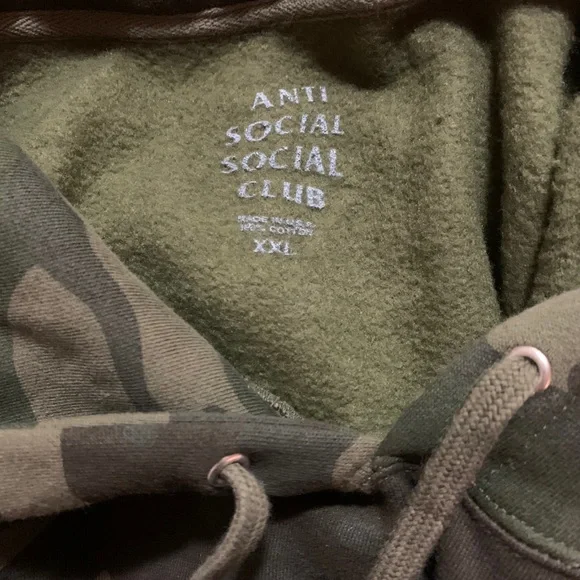 ANTI
SOCIAL
SOCIAL
CLUB
MADE IN U.S.A.
100% COTTON
XXL